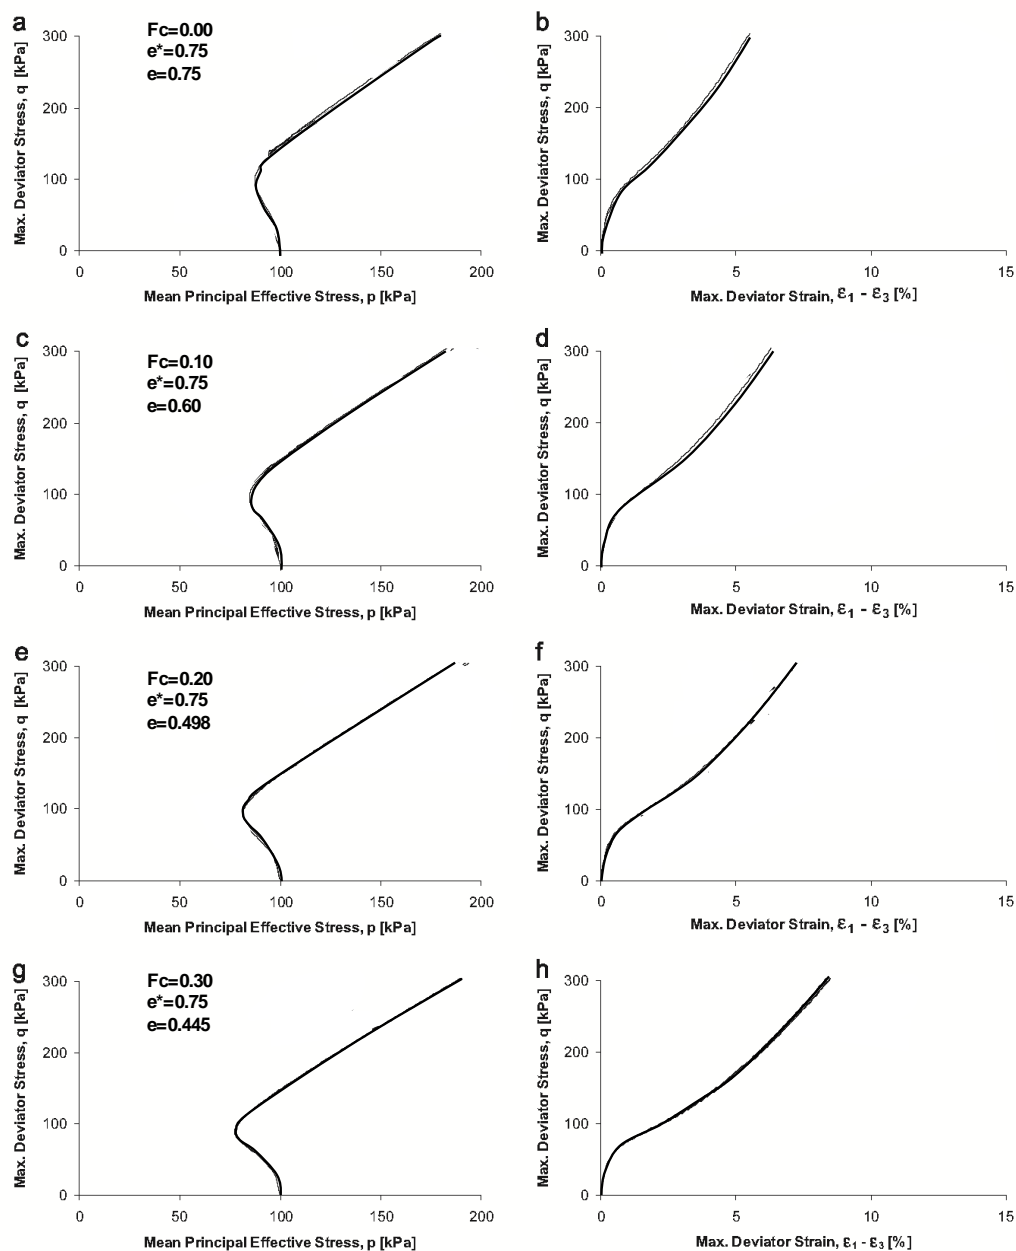 a
Fc=0.00
e*=0.75
e=0.75
Max. Deviator Stress, q [kPa]
300
200
100
0
0 50 100 150 200
Mean Principal Effective Stress, p [kPa]
b
Max. Deviator Stress, q [kPa]
300
200
100
0
0 5 10 15
Max. Deviator Strain, ε1 - ε3 [%]
c
Fc=0.10
e*=0.75
e=0.60
Max. Deviator Stress, q [kPa]
300
200
100
0
0 50 100 150 200
Mean Principal Effective Stress, p [kPa]
d
Max. Deviator Stress, q [kPa]
300
200
100
0
0 5 10 15
Max. Deviator Strain, ε1 - ε3 [%]
e
Fc=0.20
e*=0.75
e=0.498
Max. Deviator Stress, q [kPa]
300
200
100
0
0 50 100 150 200
Mean Principal Effective Stress, p [kPa]
f
Max. Deviator Stress, q [kPa]
300
200
100
0
0 5 10 15
Max. Deviator Strain, ε1 - ε3 [%]
g
Fc=0.30
e*=0.75
e=0.445
Max. Deviator Stress, q [kPa]
300
200
100
0
0 50 100 150 200
Mean Principal Effective Stress, p [kPa]
h
Max. Deviator Stress, q [kPa]
300
200
100
0
0 5 10 15
Max. Deviator Strain, ε1 - ε3 [%]